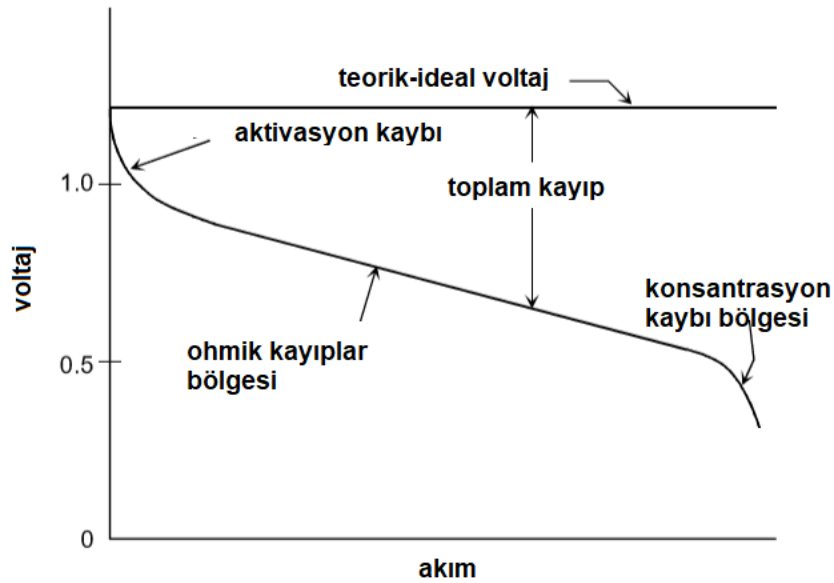 teorik-ideal voltaj
aktivasyon kaybı
1.0
toplam kayıp
voltaj
konsantrasyon
kaybı bölgesi
ohmik kayıplar
bölgesi
0.5
0
akım